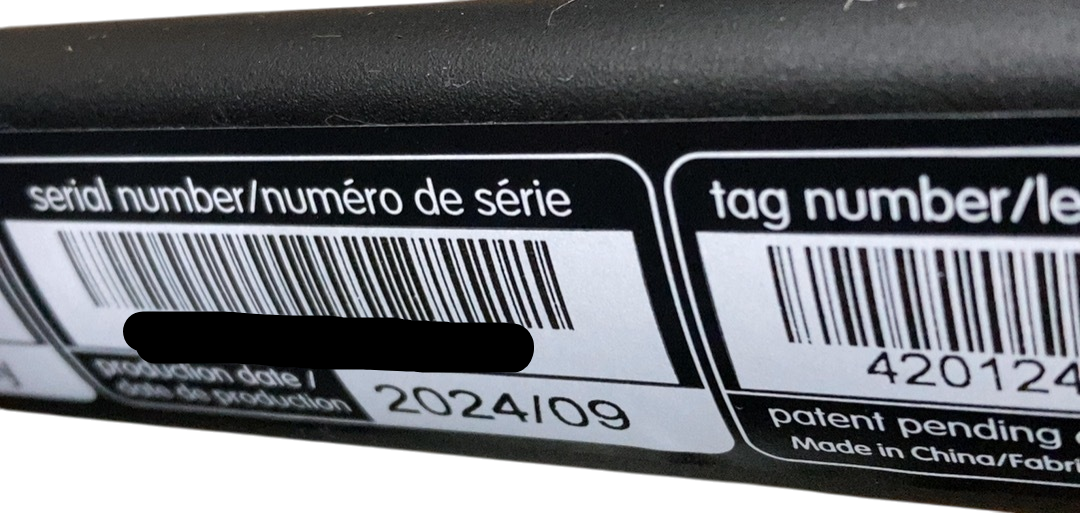 serial number/numéro de série
production date /
date de production
2024/09
tag number/le
420124
patent pending
Made in China/Fabri